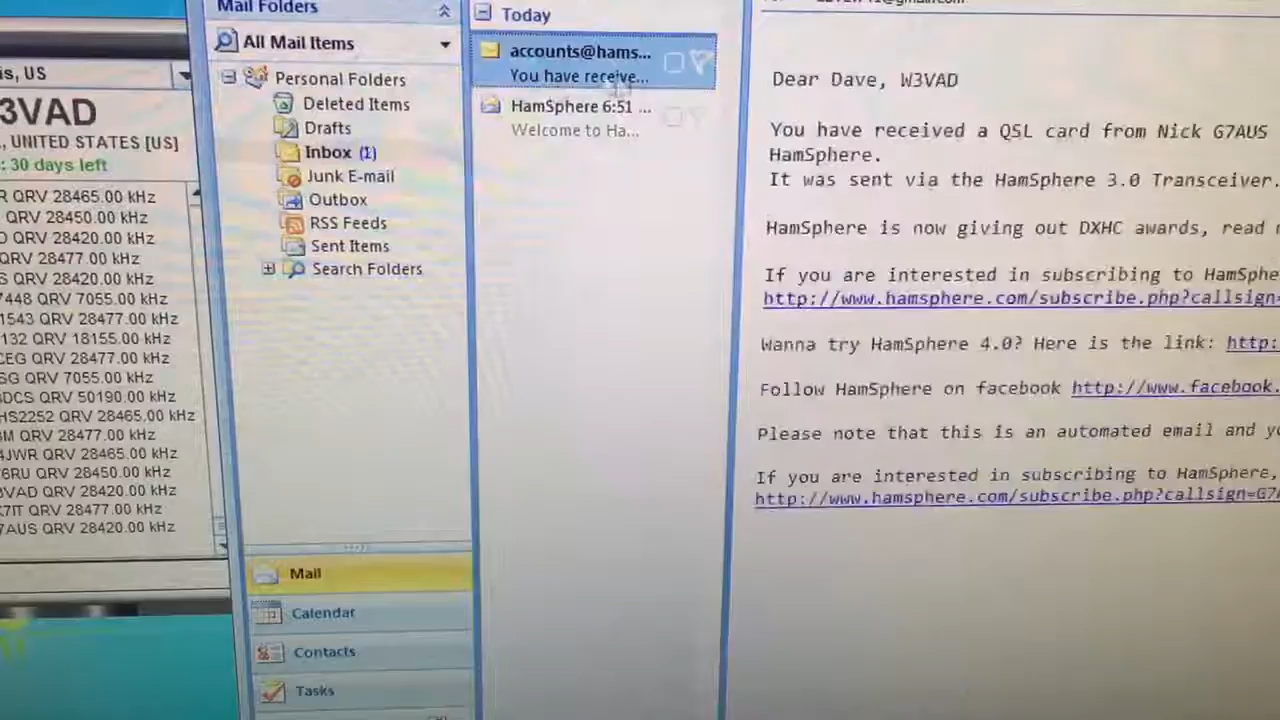 is, US
3VAD
, UNITED STATES [US]
: 30 days left
R QRV 28465.00 kHz
QRV 28450.00 kHz
D QRV 28420.00 kHz
QRV 28477.00 kHz
S QRV 28420.00 kHz
7448 QRV 7055.00 kHz
1543 QRV 28477.00 kHz
132 QRV 18155.00 kHz
CEG QRV 28477.00 kHz
SG QRV 7055.00 kHz
BDCS QRV 50190.00 kHz
HS2252 QRV 28465.00 kHz
BM QRV 28477.00 kHz
4JWR QRV 28465.00 kHz
6RU QRV 28450.00 kHz
3VAD QRV 28420.00 kHz
K7IT QRV 28477.00 kHz
7AUS QRV 28420.00 kHz
Mail Folders
All Mail Items
Personal Folders
Deleted Items
Drafts
Inbox (1)
Junk E-mail
Outbox
RSS Feeds
Sent Items
Search Folders
Mail
Calendar
Contacts
Tasks
Today
accounts@hams...
You have receive...
HamSphere 6:51 ...
Welcome to Ha...
Dear Dave, W3VAD
You have received a QSL card from Nick G7AUS
HamSphere.
It was sent via the HamSphere 3.0 Transceiver.
HamSphere is now giving out DXHC awards, read
If you are interested in subscribing to HamSphe
http://www.hamsphere.com/subscribe.php?callsign=
Wanna try HamSphere 4.0? Here is the link: http:
Follow HamSphere on facebook http://www.facebook.
Please note that this is an automated email and yo
If you are interested in subscribing to HamSphere,
http://www.hamsphere.com/subscribe.php?callsign=G7A